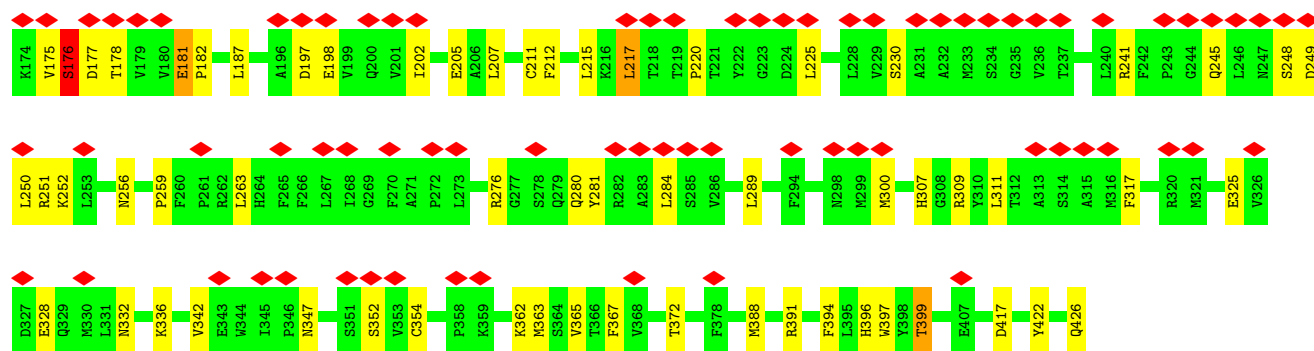 K174 V175 S176 D177 T178 V179 V180 E181 P182 L187 A196 D197 E198 V199 Q200 V201 I202 E205 A206 L207 C211 F212 L215 K216 L217 T218 T219 P220 T221 Y222 G223 D224 L225 L228 V229 S230 A231 A232 M233 S234 G235 V236 T237 L240 R241 F242 P243 G244 Q245 L246 N247 S248 D249
L250 R251 K252 L253 N256 P259 F260 P261 R262 L263 H264 F265 F266 L267 I268 G269 F270 A271 P272 L273 R276 G277 S278 Q279 Q280 Y281 R282 A283 L284 S285 V286 L289 F294 N298 M299 M300 H307 G308 R309 Y310 L311 T312 A313 S314 A315 M316 F317 R320 M321 E325 V326
D327 E328 Q329 M330 L331 N332 K336 V342 E343 W344 I345 P346 N347 S351 S352 V353 C354 P358 K359 K362 M363 S364 V365 T366 F367 V368 T372 F378 M388 R391 F394 L395 H396 W397 Y398 T399 E407 D417 Y422 Q426